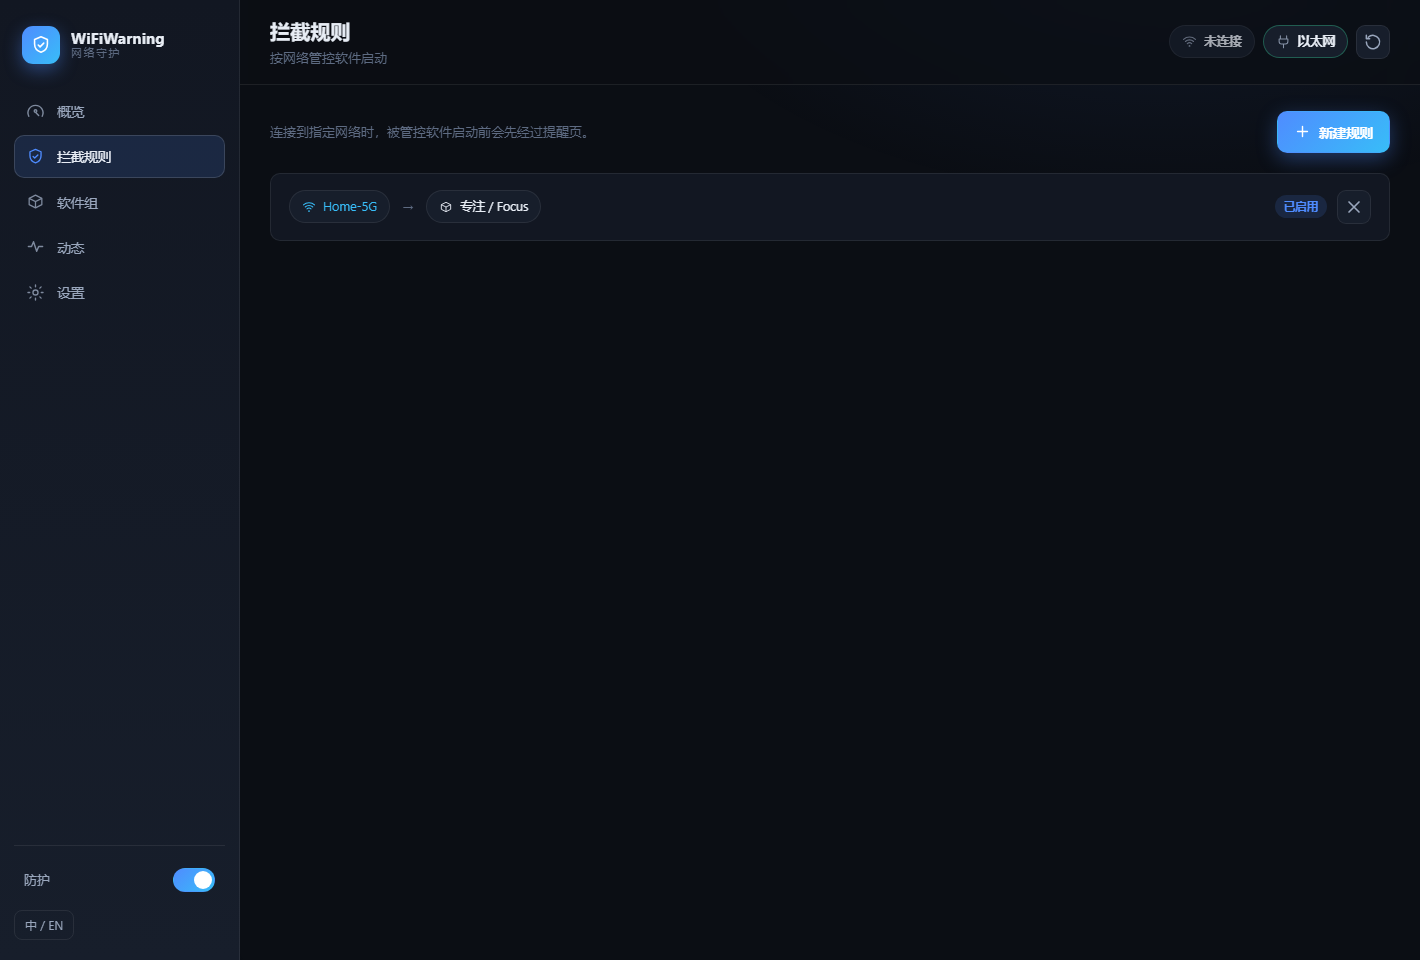 WiFiWarning
网络守护
概览
拦截规则
软件组
动态
设置
防护
中 / EN
拦截规则
按网络管控软件启动
未连接
以太网
连接到指定网络时，被管控软件启动前会先经过提醒页。
新建规则
Home-5G
→
专注 / Focus
已启用